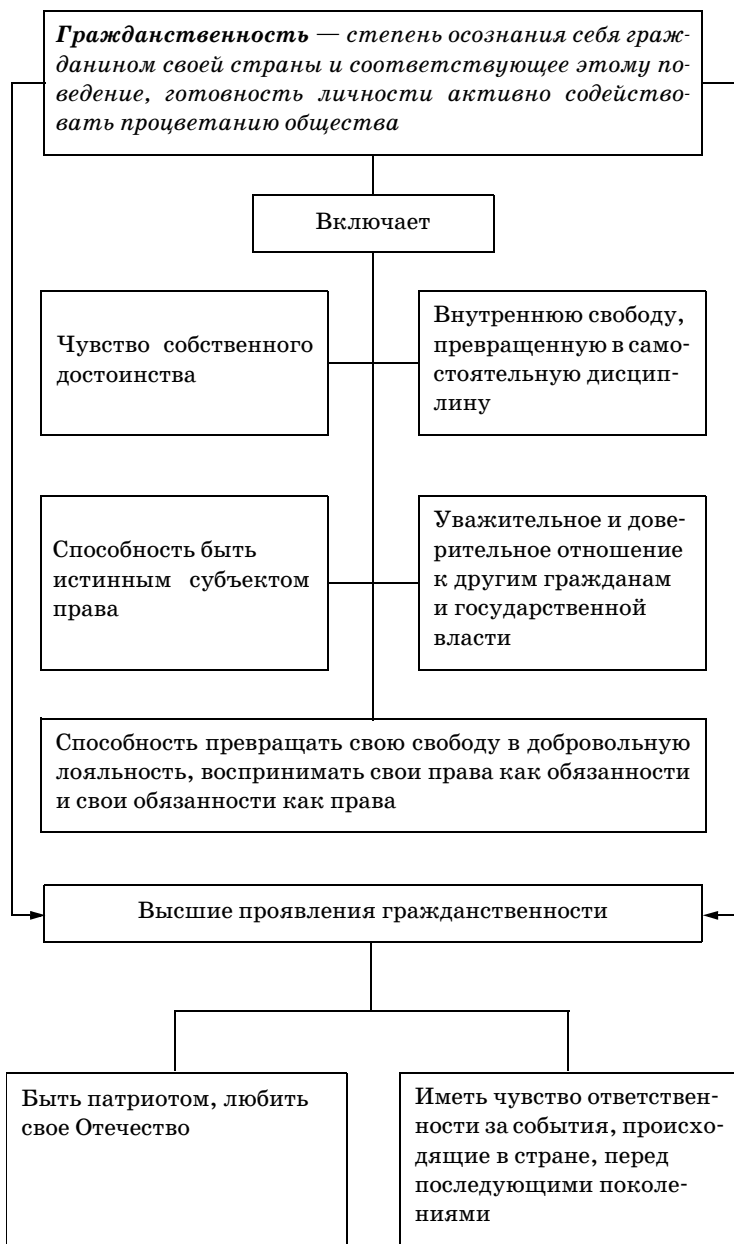 Гражданственность — степень осознания себя граж-
данином своей страны и соответствующее этому по-
ведение, готовность личности активно содейство-
вать процветанию общества
Включает
Чувство собственного
достоинства
Внутреннюю свободу,
превращенную в само-
стоятельную дисцип-
лину
Способность быть
истинным субъектом
права
Уважительное и дове-
рительное отношение
к другим гражданам
и государственной
власти
Способность превращать свою свободу в добровольную
лояльность, воспринимать свои права как обязанности
и свои обязанности как права
Высшие проявления гражданственности
Быть патриотом, любить
свое Отечество
Иметь чувство ответствен-
ности за события, происхо-
дящие в стране, перед
последующими поколе-
ниями